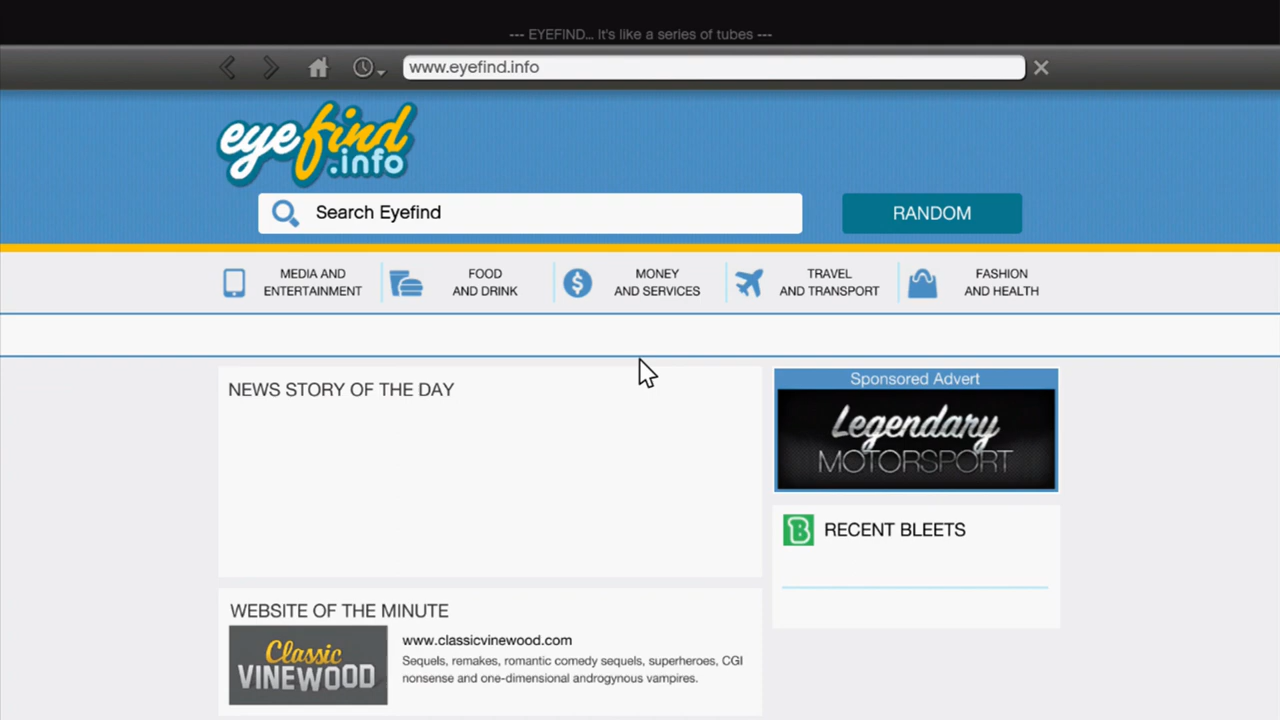 --- EYEFIND... It's like a series of tubes ---
www.eyefind.info
eyefind
.info
Search Eyefind
RANDOM
MEDIA AND
ENTERTAINMENT
FOOD
AND DRINK
MONEY
AND SERVICES
TRAVEL
AND TRANSPORT
FASHION
AND HEALTH
NEWS STORY OF THE DAY
Sponsored Advert
Legendary
MOTORSPORT
B
RECENT BLEETS
WEBSITE OF THE MINUTE
Classic
VINEWOOD
www.classicvinewood.com
Sequels, remakes, romantic comedy sequels, superheroes, CGI
nonsense and one-dimensional androgynous vampires.